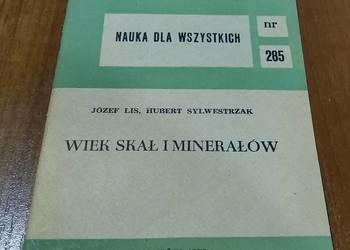 NAUKA DLA WSZYSTKICH
nr
285
JÓZEF LIS, HUBERT SYLWESTRZAK
WIEK SKAŁ I MINERAŁÓW